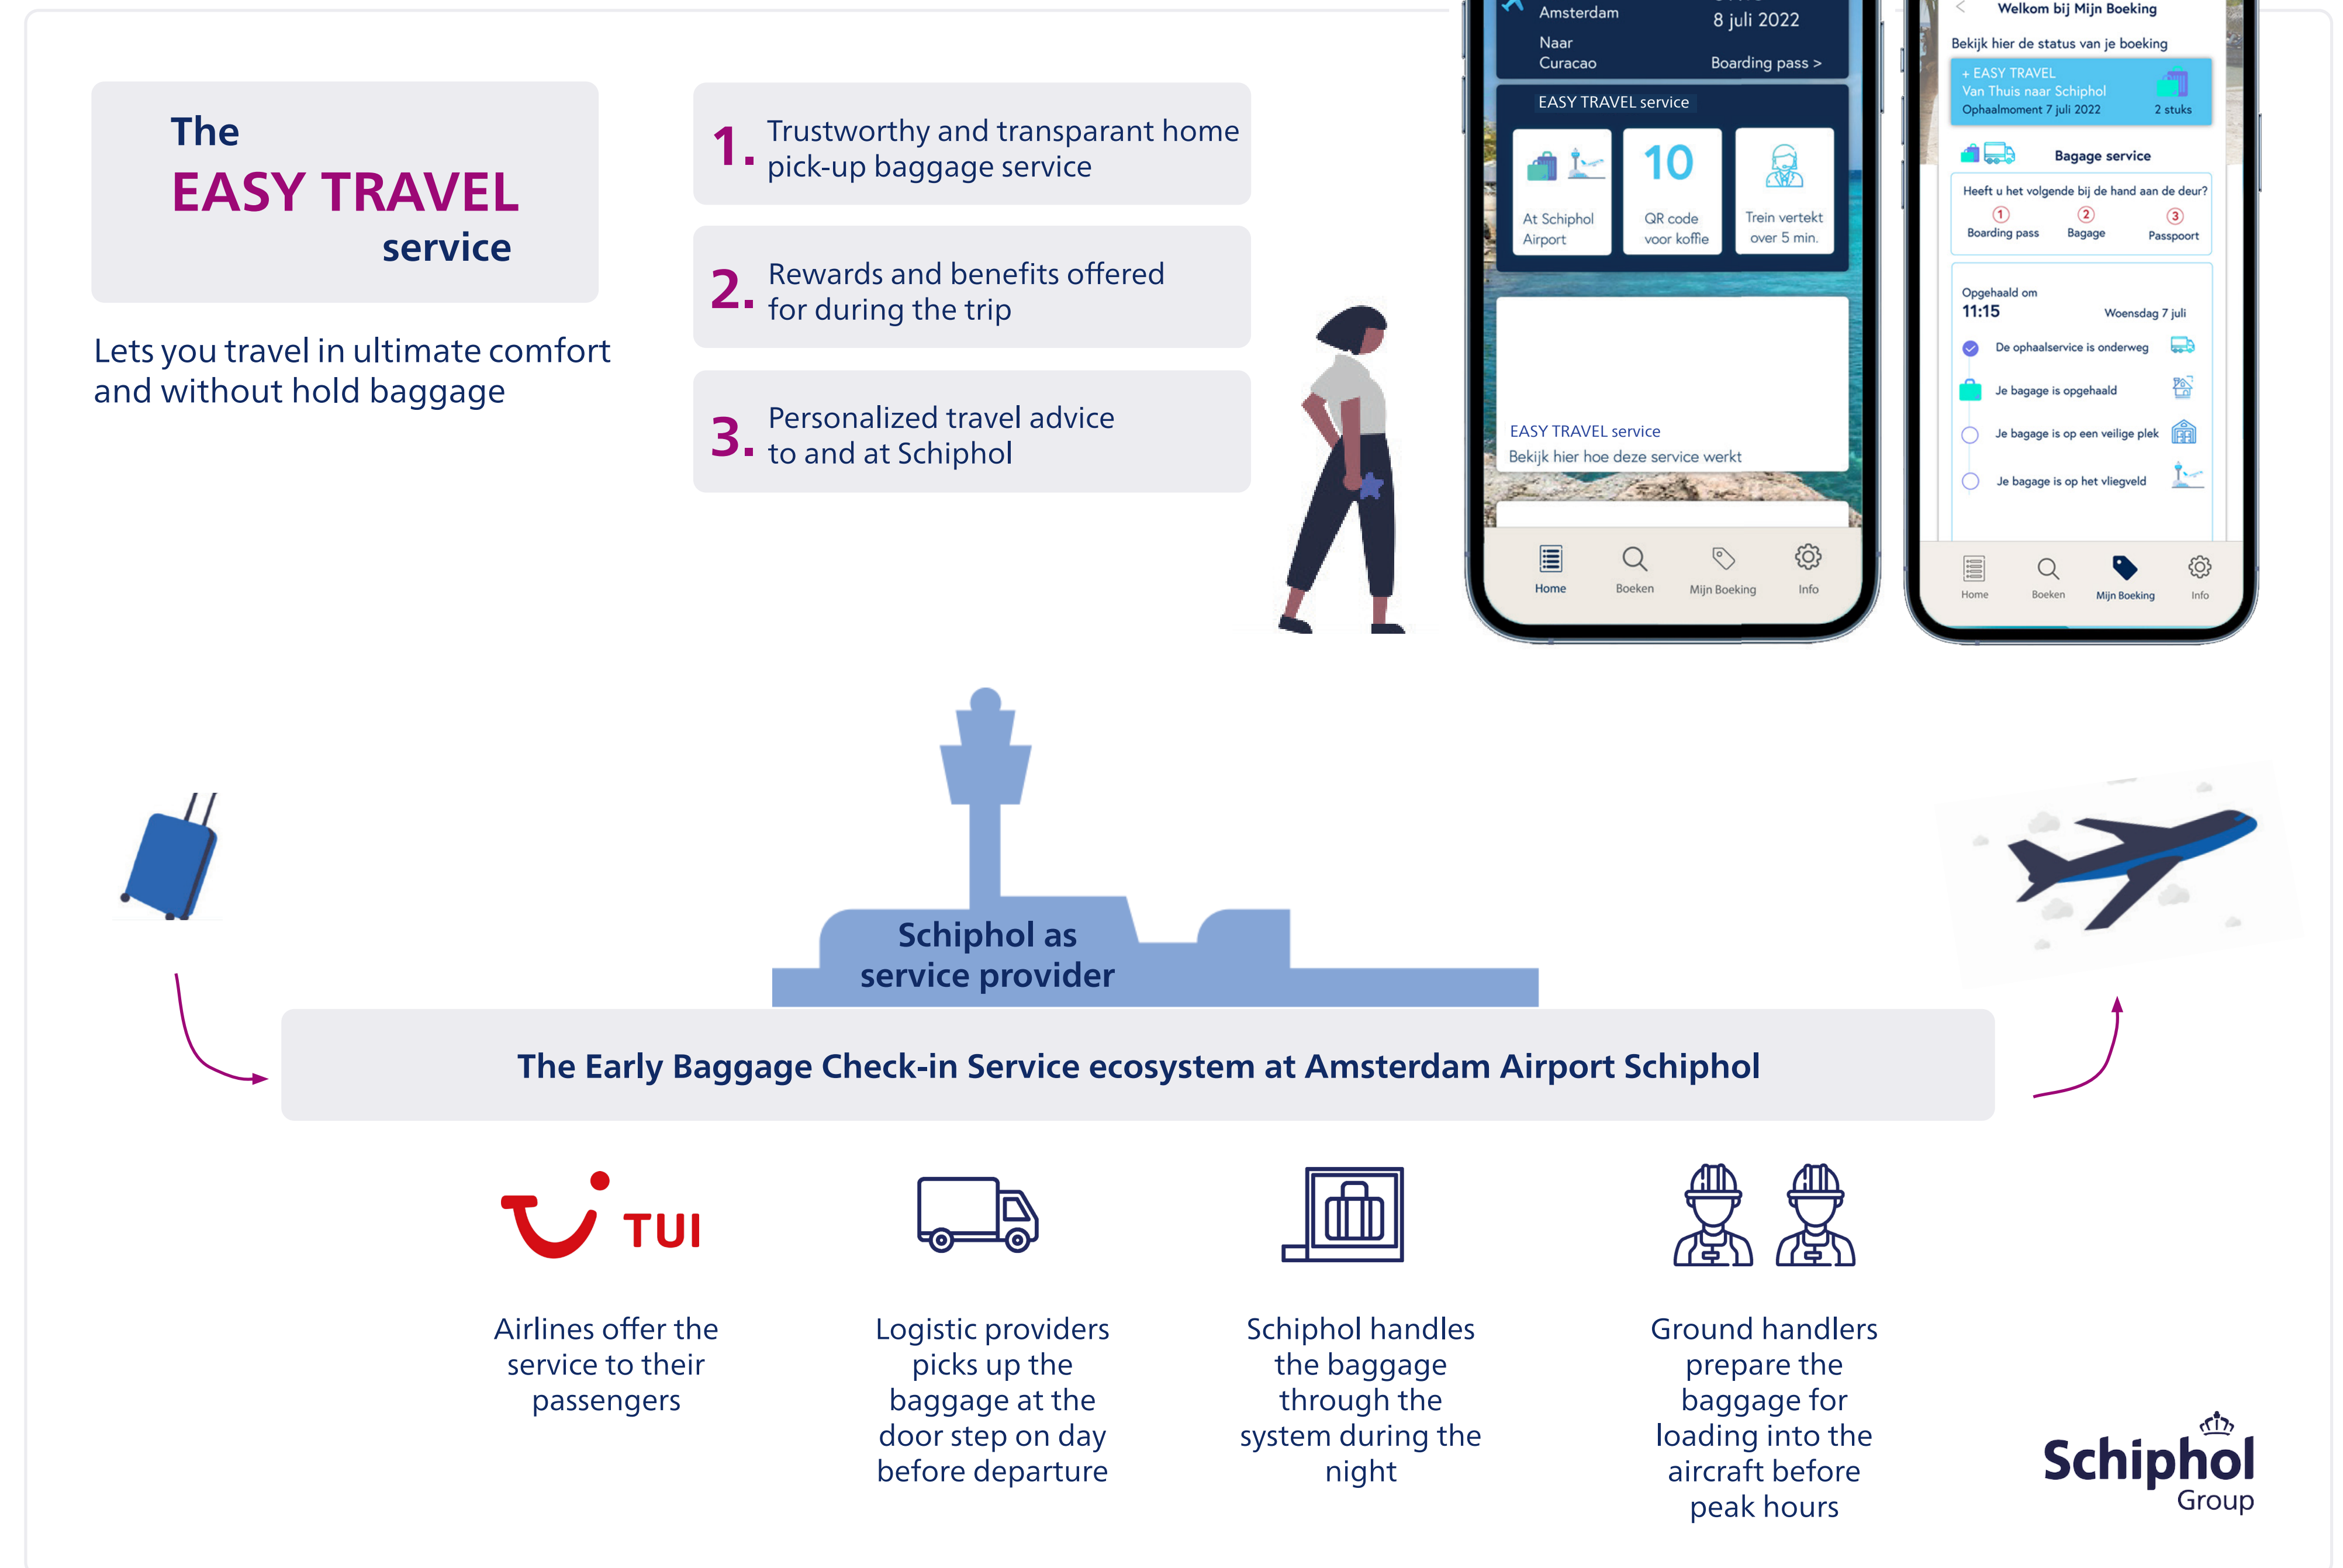 The
EASY TRAVEL
service
Lets you travel in ultimate comfort
and without hold baggage
1. Trustworthy and transparant home
pick-up baggage service
2. Rewards and benefits offered
for during the trip
3. Personalized travel advice
to and at Schiphol
Amsterdam
8 juli 2022
Naar
Curacao
Boarding pass >
EASY TRAVEL service
At Schiphol
Airport
10
QR code
voor koffie
Trein vertekt
over 5 min.
EASY TRAVEL service
Bekijk hier hoe deze service werkt
Home Boeken Mijn Boeking Info
< Welkom bij Mijn Boeking
Bekijk hier de status van je boeking
+ EASY TRAVEL
Van Thuis naar Schiphol
Ophaalmoment 7 juli 2022 2 stuks
Bagage service
Heeft u het volgende bij de hand aan de deur?
1 2 3
Boarding pass Bagage Passpoort
Opgehaald om
11:15 Woensdag 7 juli
De ophaalservice is onderweg
Je bagage is opgehaald
Je bagage is op een veilige plek
Je bagage is op het vliegveld
Home Boeken Mijn Boeking Info
Schiphol as
service provider
The Early Baggage Check-in Service ecosystem at Amsterdam Airport Schiphol
TUI
Airlines offer the
service to their
passengers
Logistic providers
picks up the
baggage at the
door step on day
before departure
Schiphol handles
the baggage
through the
system during the
night
Ground handlers
prepare the
baggage for
loading into the
aircraft before
peak hours
Schiphol
Group